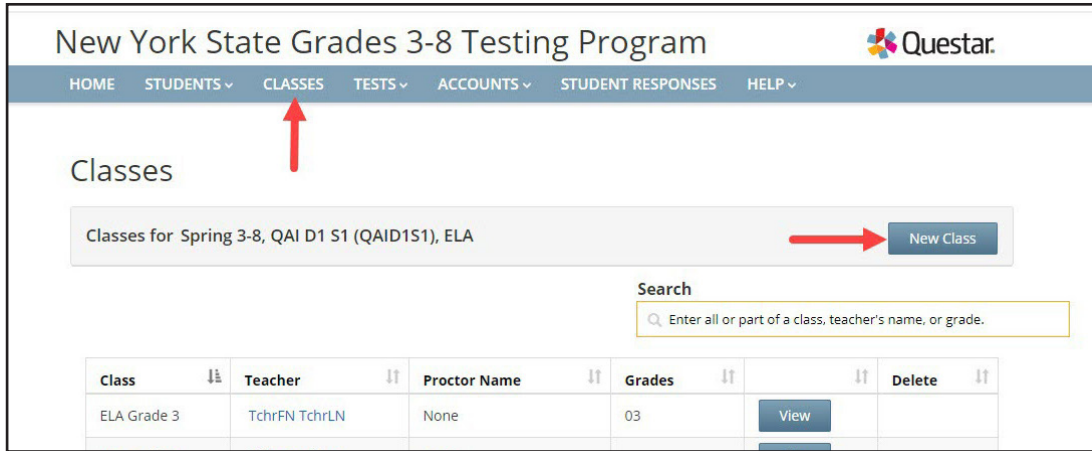 New York State Grades 3-8 Testing Program
Questar.
HOME STUDENTS CLASSES TESTS ACCOUNTS STUDENT RESPONSES HELP
Classes
Classes for Spring 3-8, QAI D1 S1 (QAID1S1), ELA
New Class
Search
Enter all or part of a class, teacher's name, or grade.
Class Teacher Proctor Name Grades Delete
ELA Grade 3 TchrFN TchrLN None 03 View